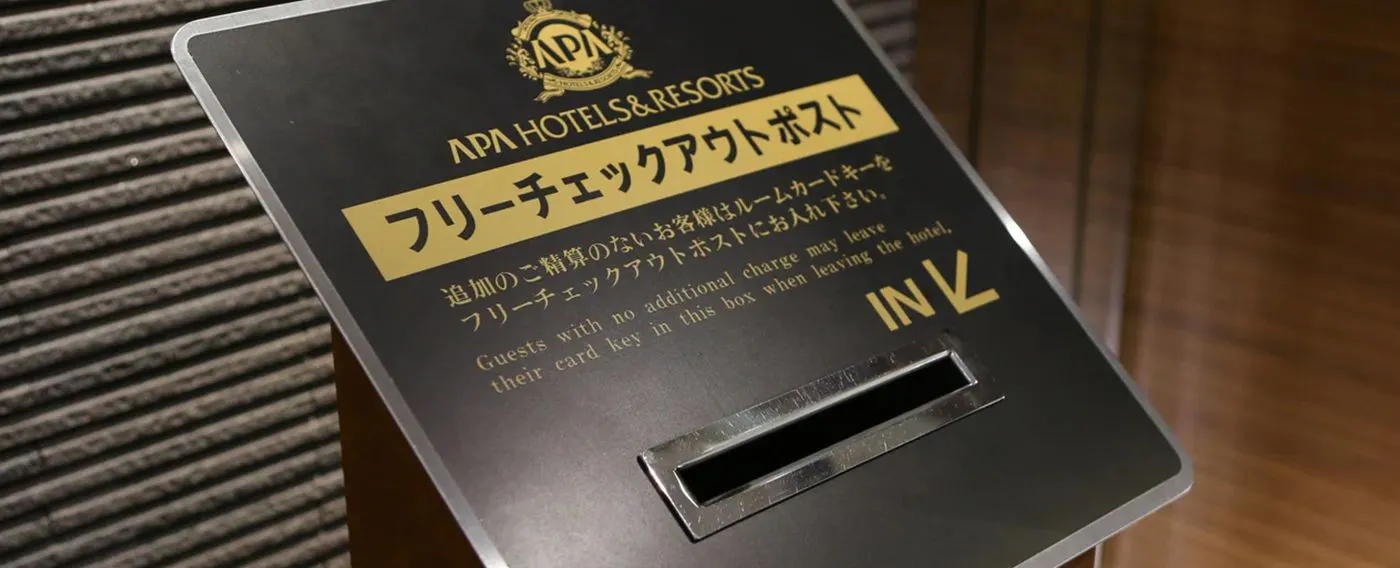 APA
HOTELS&RESORTS
APA HOTELS&RESORTS
フリーチェックアウトポスト
追加のご精算のないお客様はルームカードキーを
フリーチェックアウトポストにお入れ下さい。
Guests with no additional charge may leave
their card key in this box when leaving the hotel.
IN